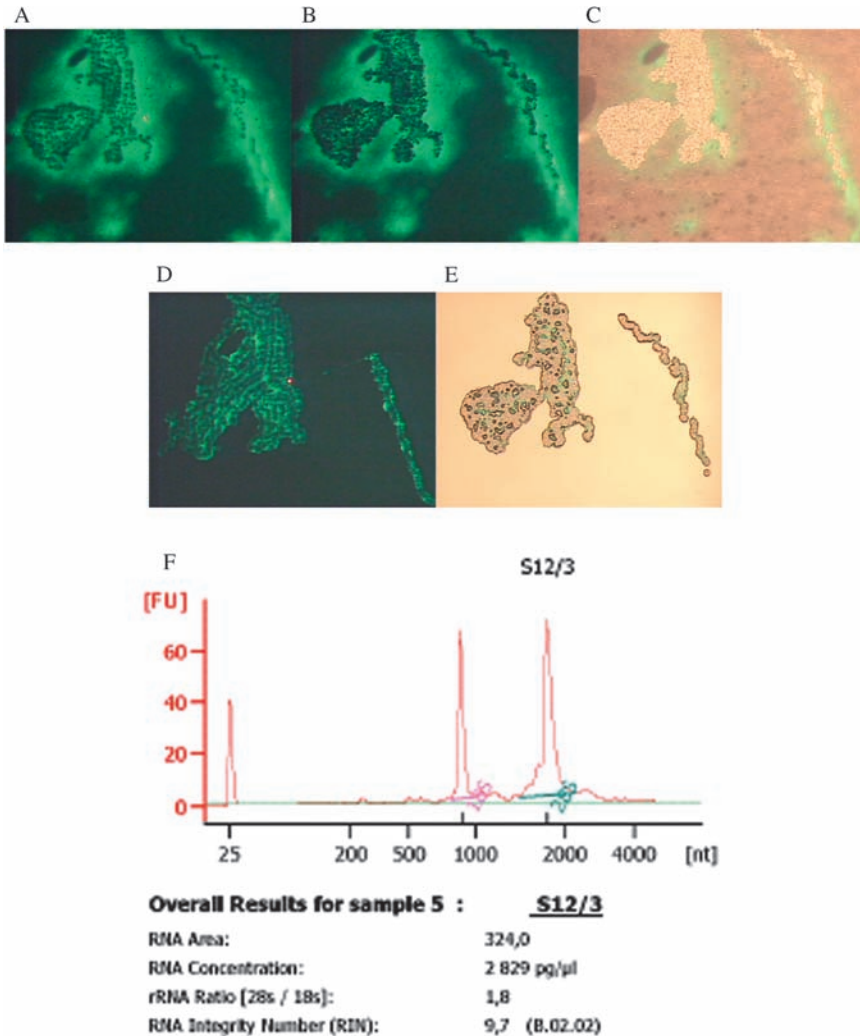 A B C
D E
F
S12/3
[FU]
60
40
20
0
25 200 500 1000 2000 4000 [nt]
Overall Results for sample 5 : S12/3
RNA Area: 324,0
RNA Concentration: 2 829 pg/µl
rRNA Ratio [28s / 18s]: 1,8
RNA Integrity Number (RIN): 9,7 (B.02.02)